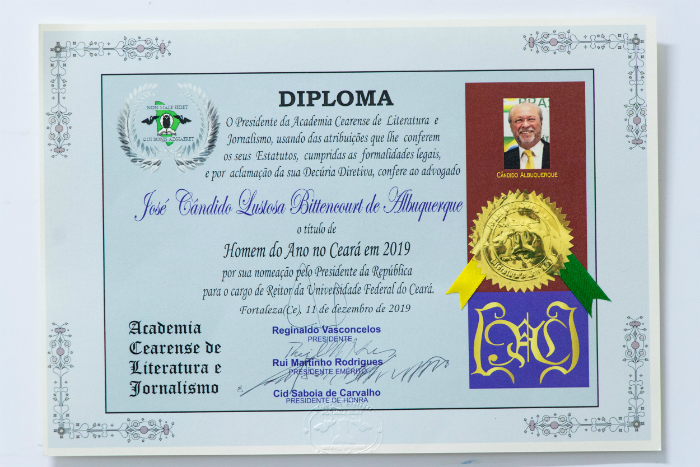 DIPLOMA
O Presidente da Academia Cearense de Literatura e
Jornalismo, usando das atribuições que lhe conferem
os seus Estatutos, cumpridas as formalidades legais,
e por aclamação da sua Decúria Diretiva, confere ao advogado
José Cândido Lustosa Bittencourt de Albuquerque
o título de
Homem do Ano no Ceará em 2019
por sua nomeação pelo Presidente da República
para o cargo de Reitor da Universidade Federal do Ceará.
Fortaleza(Ce), 11 de dezembro de 2019
Academia
Cearense de
Literatura e
Jornalismo
Reginaldo Vasconcelos
PRESIDENTE
Rui Martinho Rodrigues
PRESIDENTE EMÉRITO
Cid Saboia de Carvalho
PRESIDENTE DE HONRA
CÂNDIDO ALBUQUERQUE